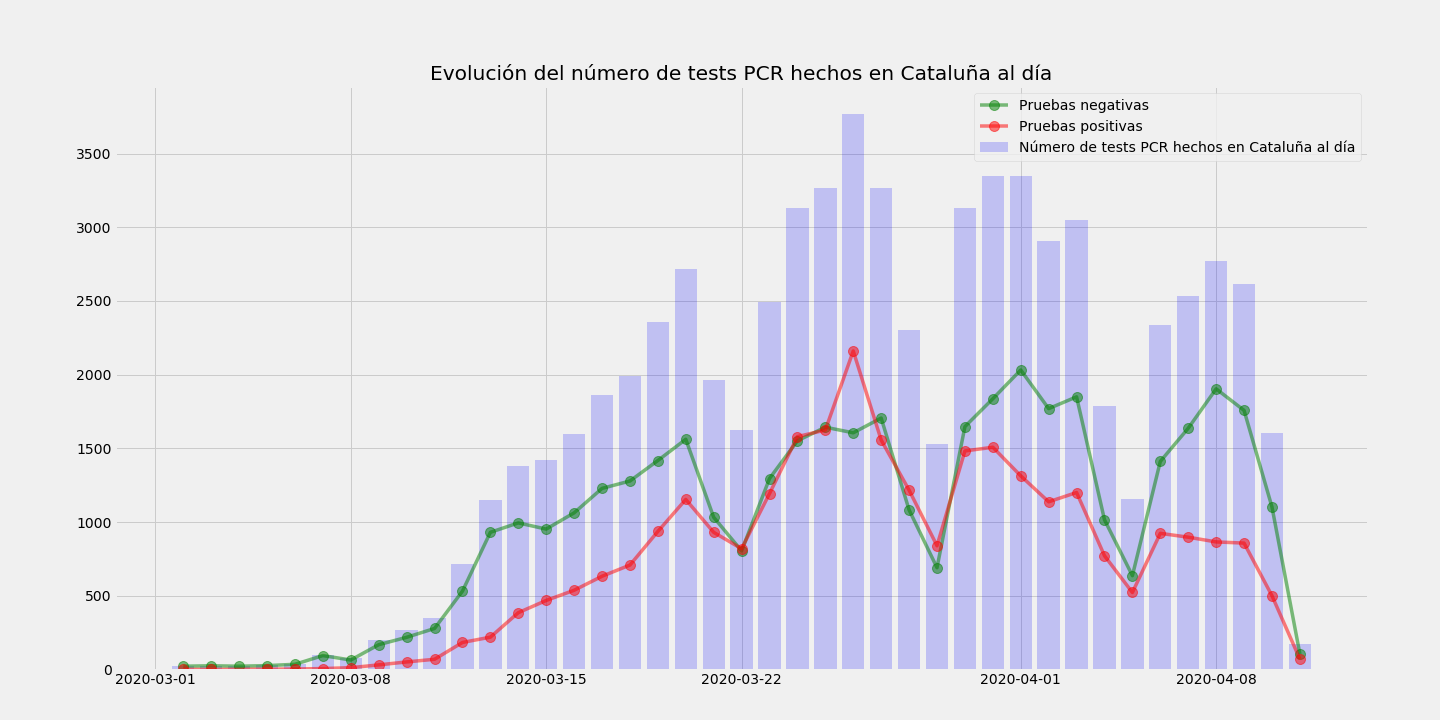 Evolución del número de tests PCR hechos en Cataluña al día
Pruebas negativas
Pruebas positivas
Número de tests PCR hechos en Cataluña al día
3500
3000
2500
2000
1500
1000
500
0
2020-03-01 2020-03-08 2020-03-15 2020-03-22 2020-04-01 2020-04-08